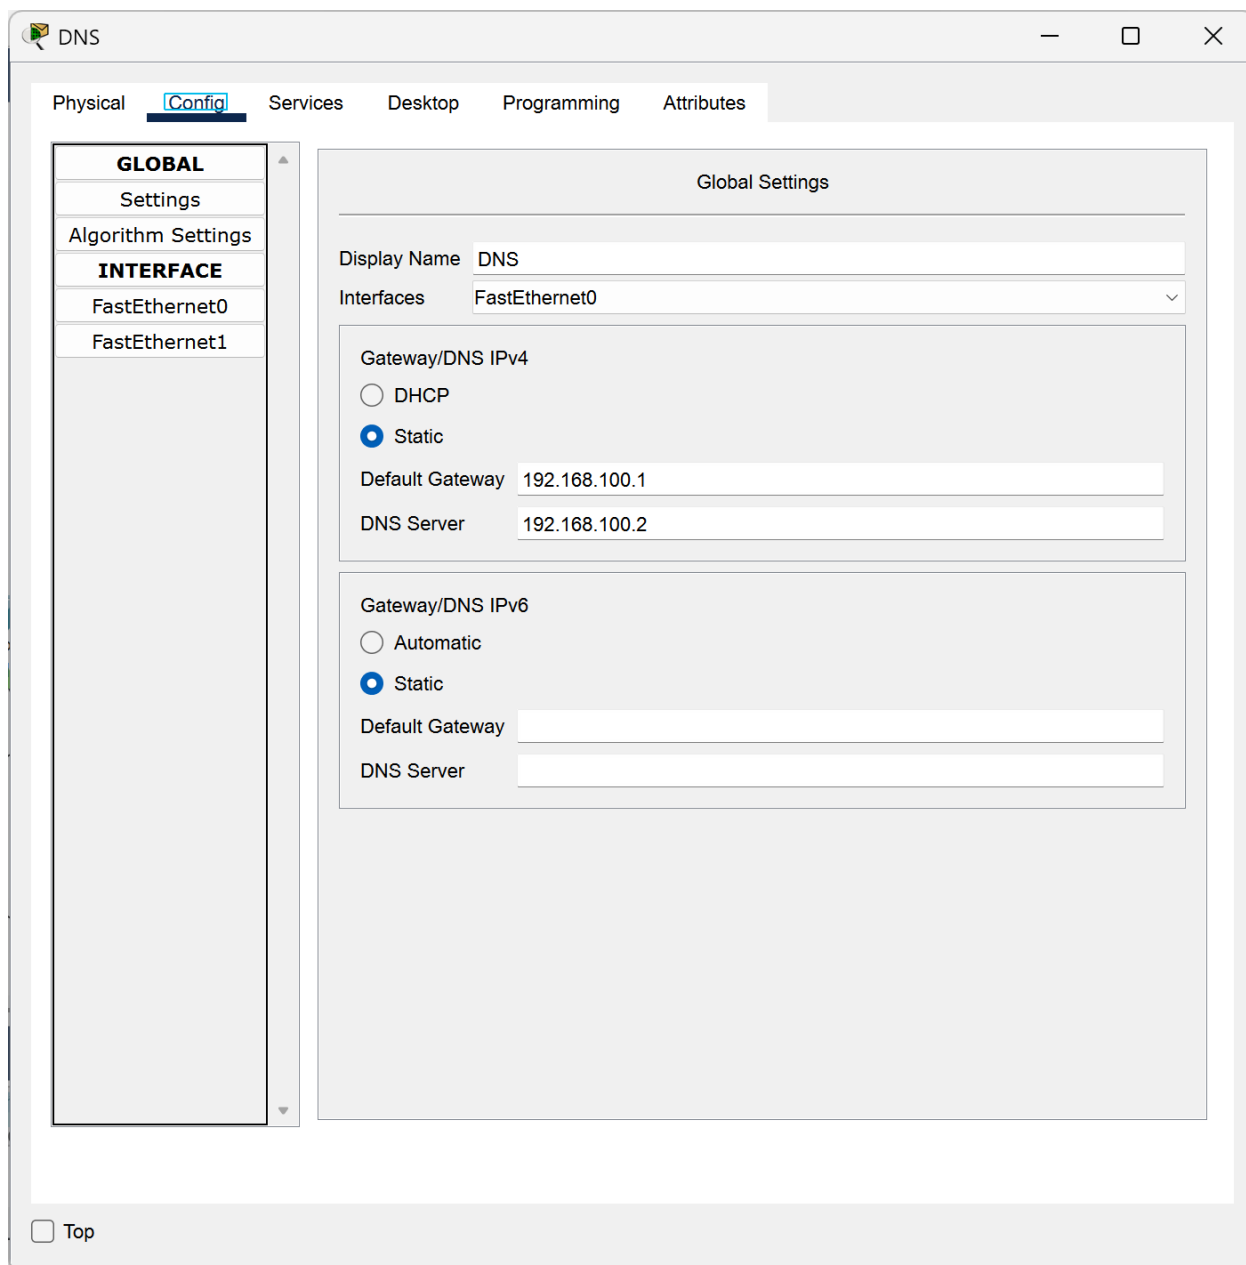 DNS
Physical Config Services Desktop Programming Attributes
GLOBAL
Settings
Algorithm Settings
INTERFACE
FastEthernet0
FastEthernet1
Global Settings
Display Name DNS
Interfaces FastEthernet0
Gateway/DNS IPv4
DHCP
Static
Default Gateway 192.168.100.1
DNS Server 192.168.100.2
Gateway/DNS IPv6
Automatic
Static
Default Gateway
DNS Server
Top